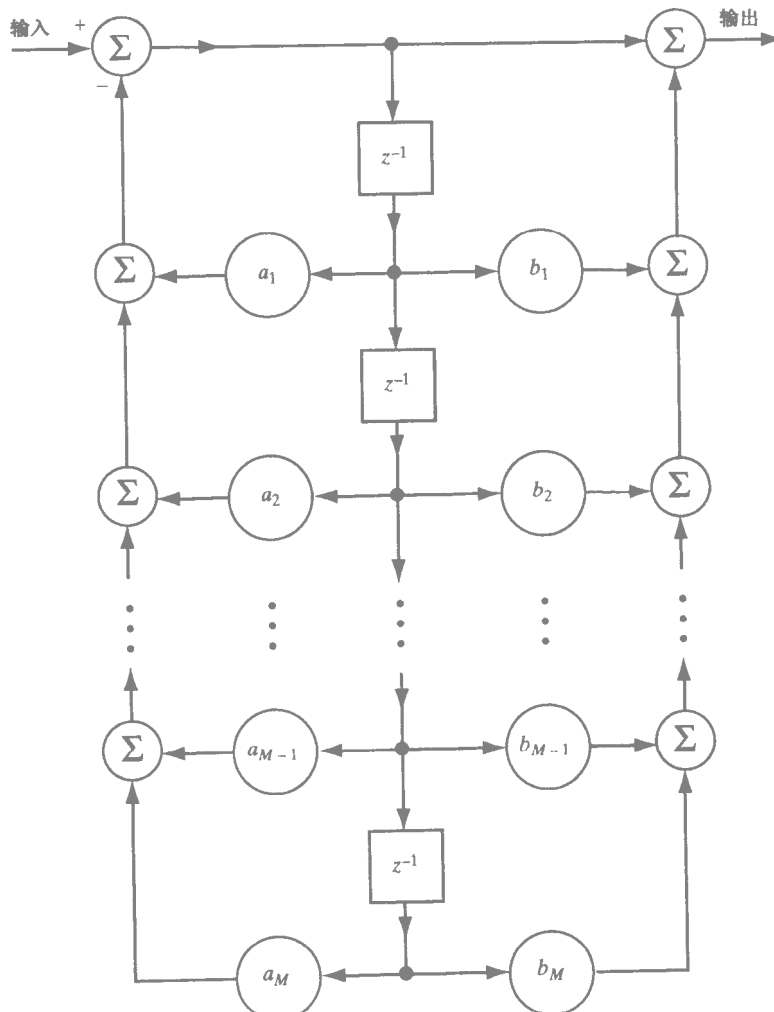 输入 + Σ Σ 输出
−
z⁻¹
Σ a₁ b₁ Σ
z⁻¹
Σ a₂ b₂ Σ
Σ a_{M−1} b_{M−1} Σ
z⁻¹
a_M b_M